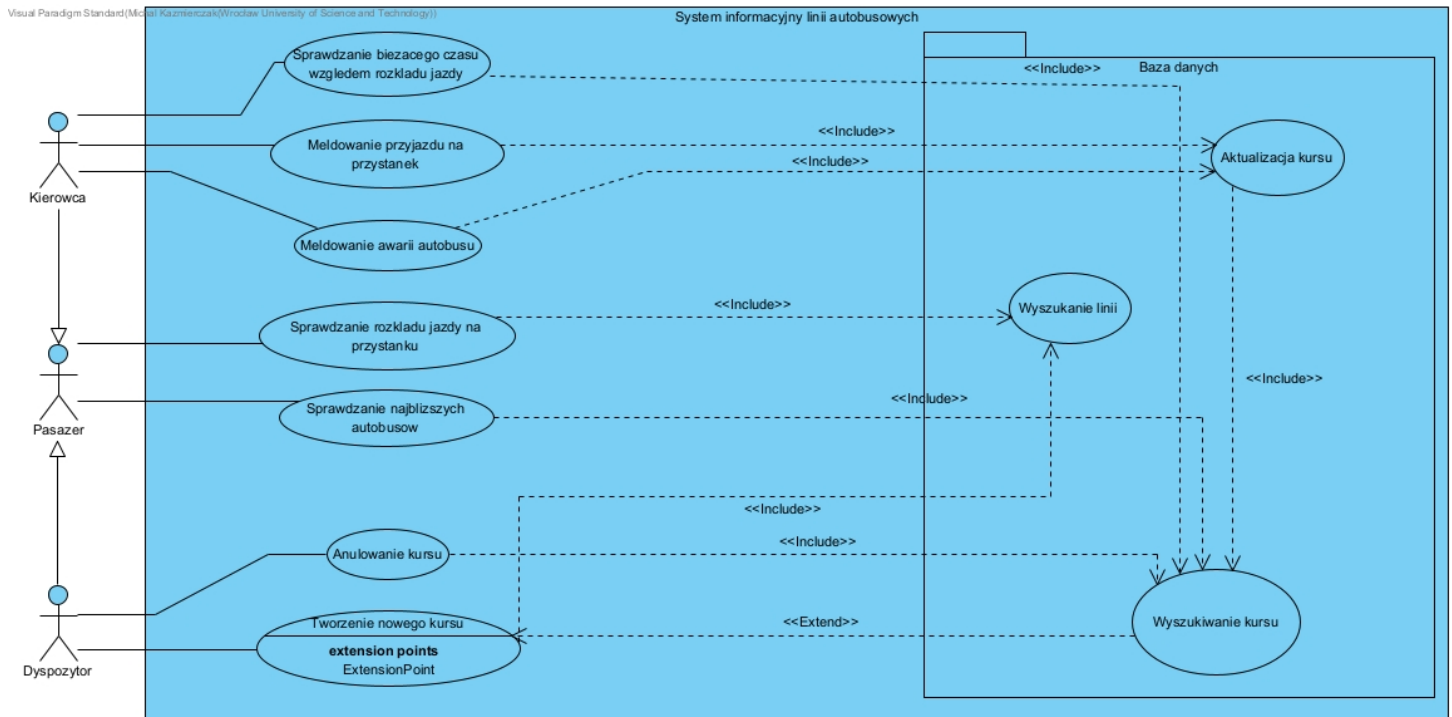 Visual Paradigm Standard(Michal Kazmierczak(Wroclaw University of Science and Technology))
System informacyjny linii autobusowych
Sprawdzanie biezacego czasu
wzgledem rozkladu jazdy
<<Include>>
Baza danych
Kierowca
Meldowanie przyjazdu na
przystanek
<<Include>>
Aktualizacja kursu
<<Include>>
Meldowanie awarii autobusu
Sprawdzanie rozkladu jazdy na
przystanku
<<Include>>
Wyszukanie linii
<<Include>>
Pasazer
Sprawdzanie najblizszych
autobusow
<<Include>>
<<Include>>
Anulowanie kursu
<<Include>>
Dyspozytor
Tworzenie nowego kursu
extension points
ExtensionPoint
<<Extend>>
Wyszukiwanie kursu